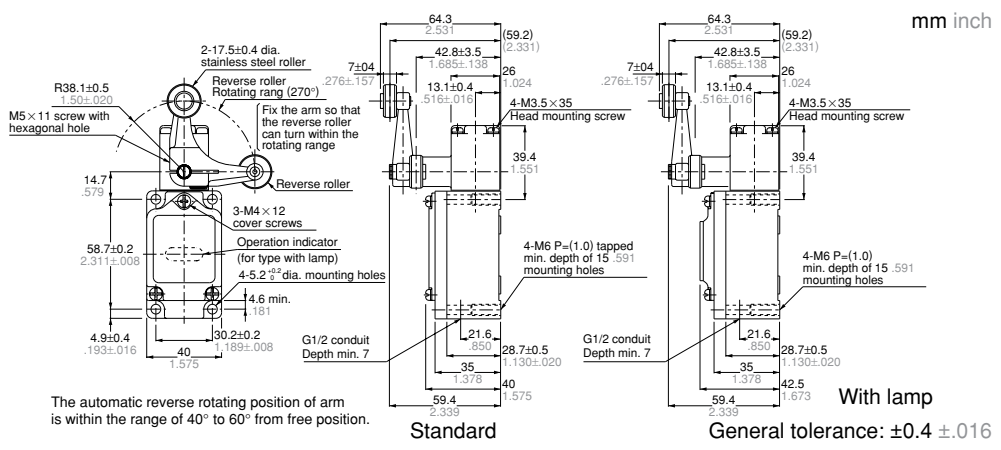 mm inch
2-17.5±0.4 dia.
stainless steel roller
Reverse roller
Rotating rang (270°)
R38.1±0.5
1.50±.020
M5×11 screw with
hexagonal hole
Fix the arm so that
the reverse roller
can turn within the
rotating range
Reverse roller
14.7
.579
3-M4×12
cover screws
Operation indicator
(for type with lamp)
58.7±0.2
2.311±.008
4-5.2 +0.2 0 dia. mounting holes
4.6 min.
.181
4.9±0.4
.193±.016
30.2±0.2
1.189±.008
40
1.575
The automatic reverse rotating position of arm
is within the range of 40° to 60° from free position.
64.3
2.531
(59.2)
(2.331)
42.8±3.5
1.685±.138
7±04
.276±.157
26
1.024
13.1±0.4
.516±.016
4-M3.5×35
Head mounting screw
39.4
1.551
4-M6 P=(1.0) tapped
min. depth of 15 .591
mounting holes
G1/2 conduit
Depth min. 7
21.6
.850
28.7±0.5
1.130±.020
35
1.378
40
1.575
59.4
2.339
Standard
64.3
2.531
(59.2)
(2.331)
42.8±3.5
1.685±.138
7±04
.276±.157
26
1.024
13.1±0.4
.516±.016
4-M3.5×35
Head mounting screw
39.4
1.551
4-M6 P=(1.0)
min. depth of 15 .591
mounting holes
G1/2 conduit
Depth min. 7
21.6
.850
28.7±0.5
1.130±.020
35
1.378
42.5
1.673
59.4
2.339
With lamp
General tolerance: ±0.4 ±.016